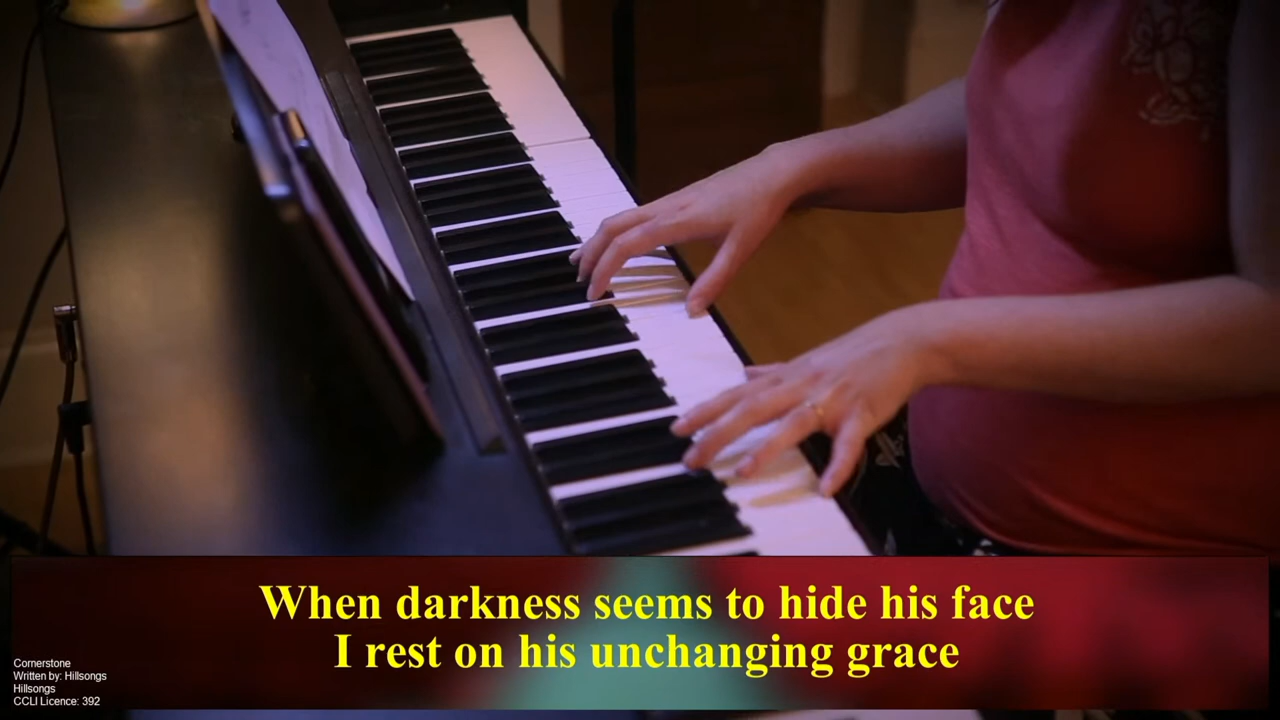 When darkness seems to hide his face
I rest on his unchanging grace
Cornerstone
Written by: Hillsongs
Hillsongs
CCLI Licence: 392